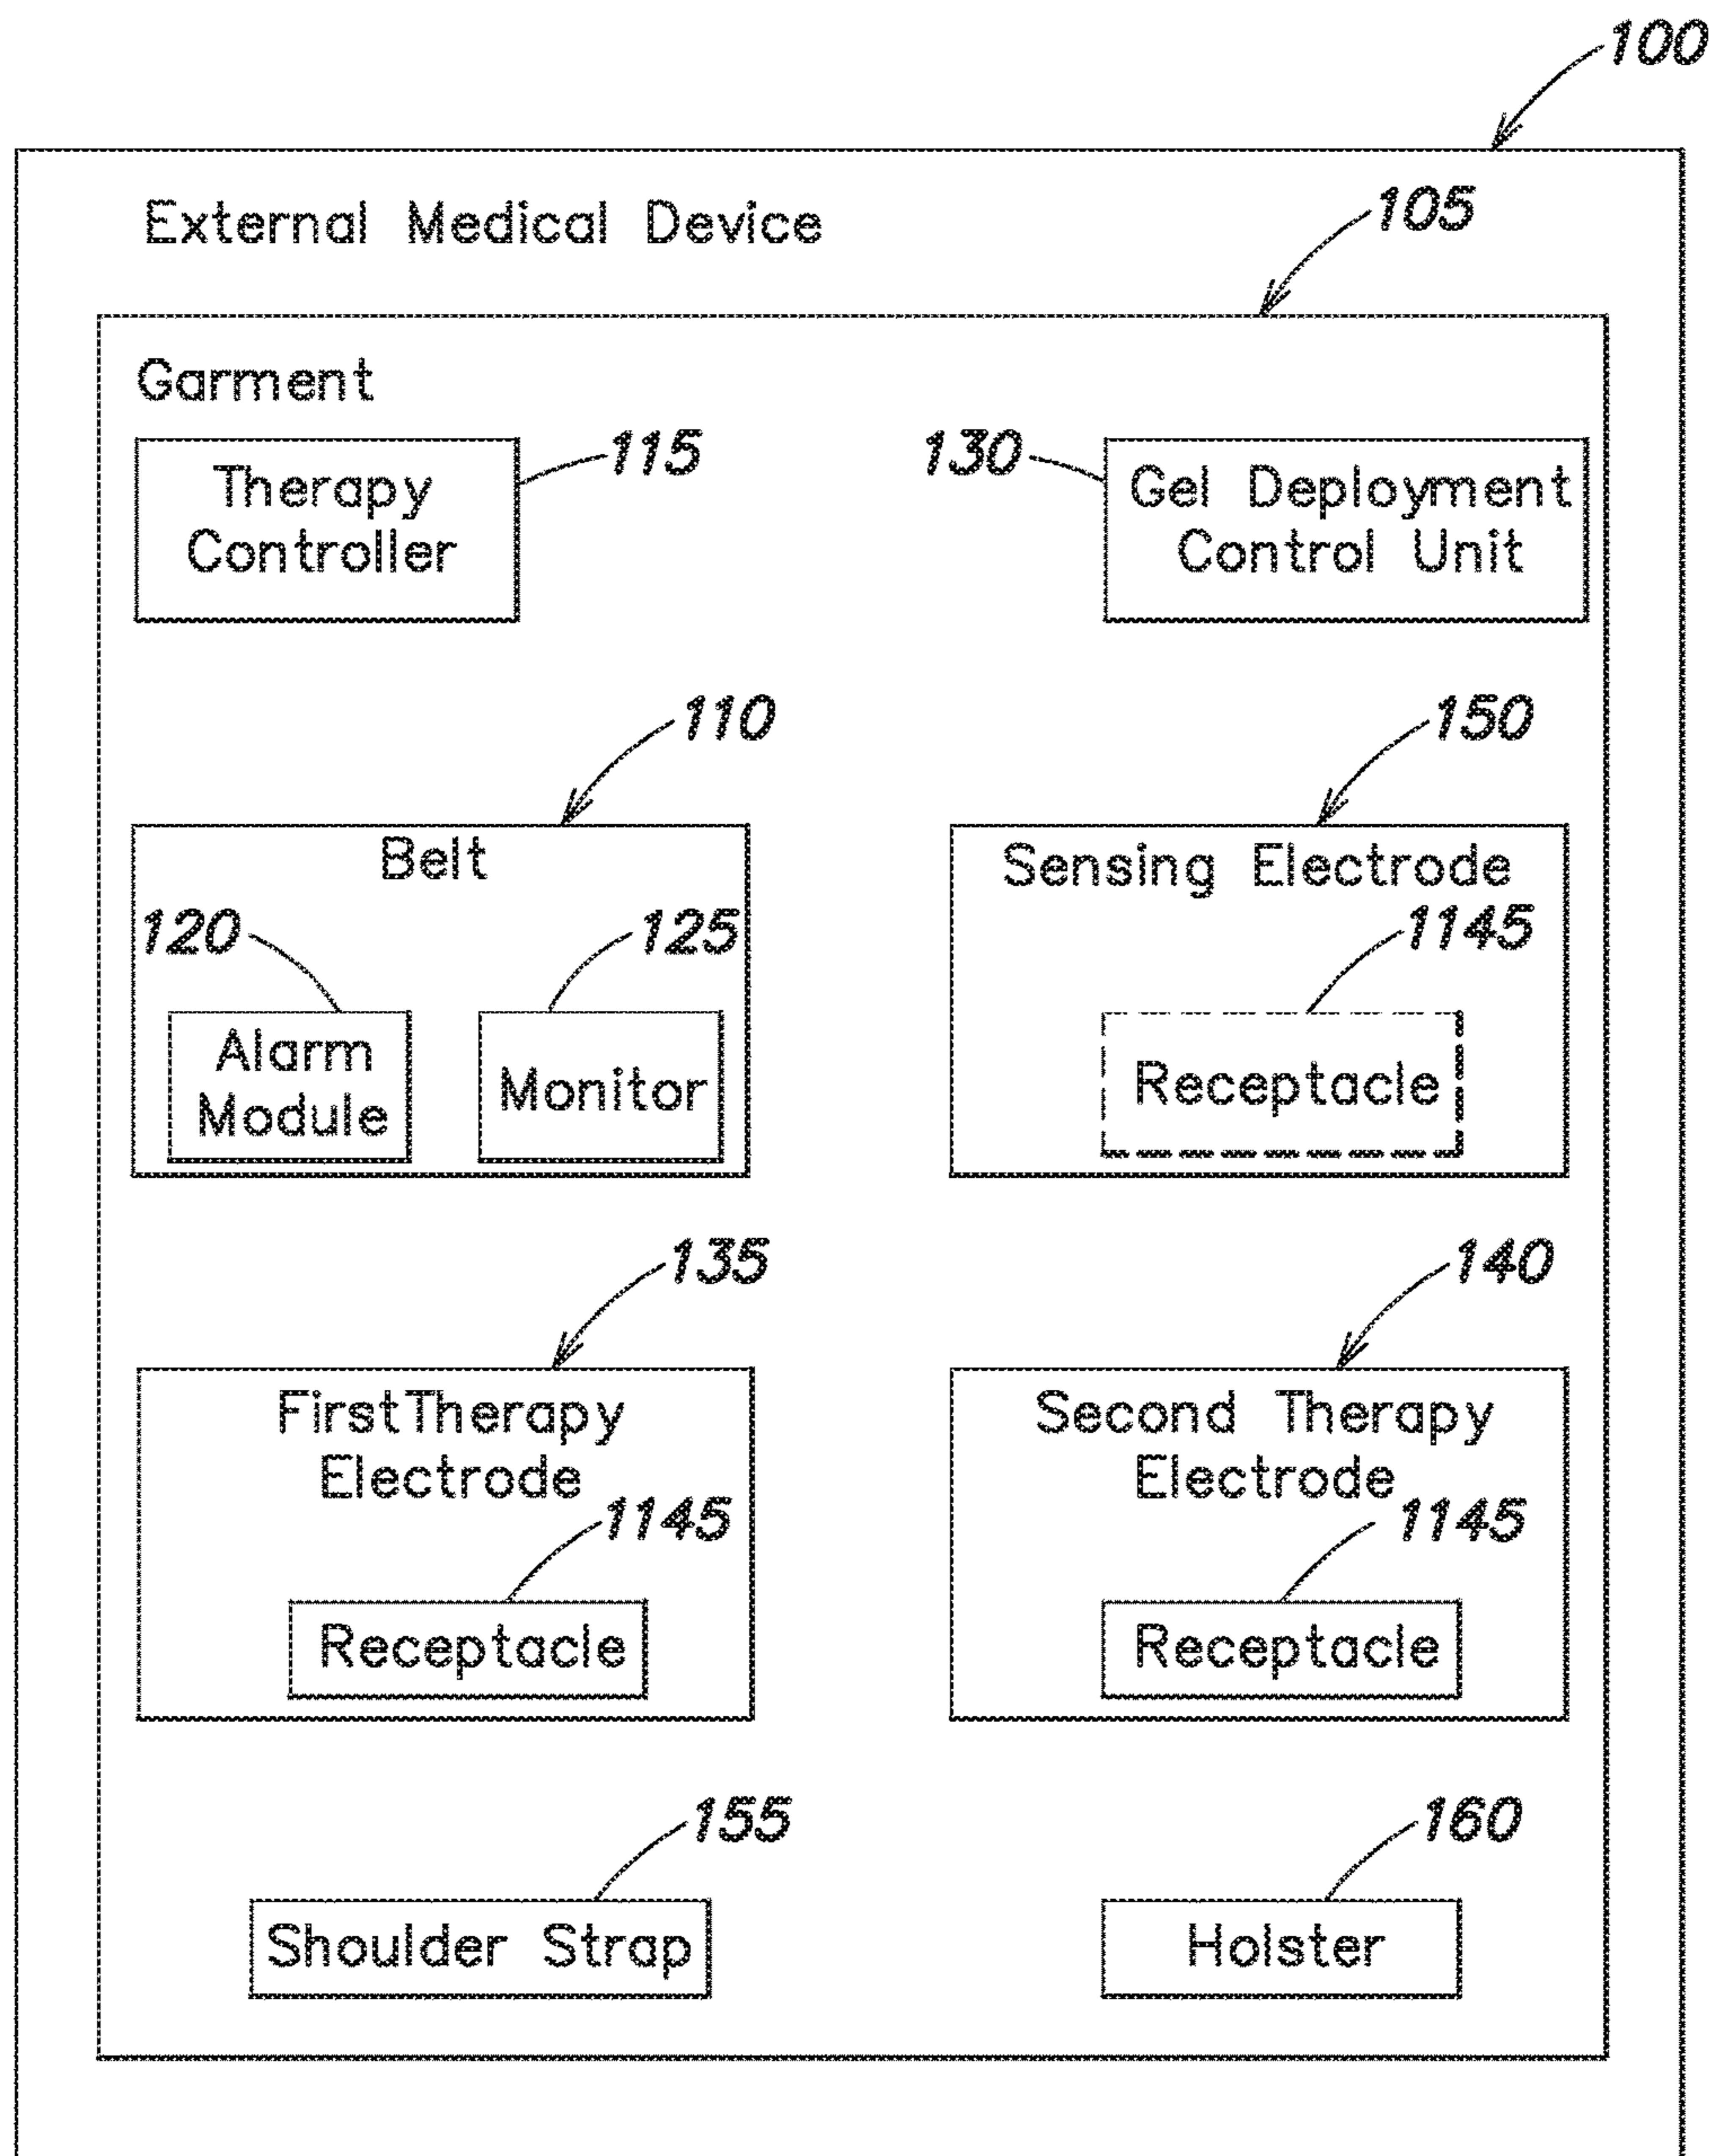 100
External Medical Device
105
Garment
115
130
Therapy
Controller
Gel Deployment
Control Unit
110
150
Belt
120
125
Alarm
Module
Monitor
Sensing Electrode
1145
Receptacle
135
140
FirstTherapy
Electrode
1145
Receptacle
Second Therapy
Electrode
1145
Receptacle
155
160
Shoulder Strap
Holster